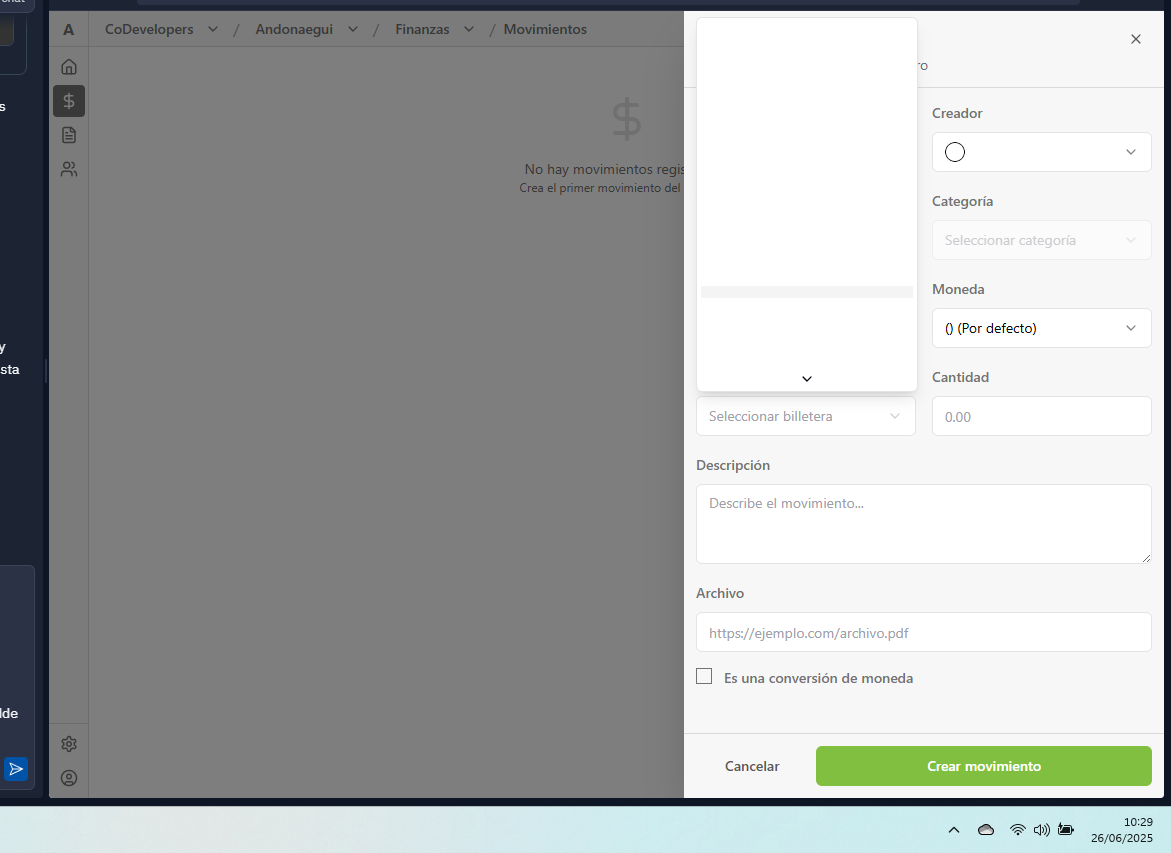 A
CoDevelopers / Andonaegui / Finanzas / Movimientos
s
y
sta
lde
No hay movimientos regis
Crea el primer movimiento del
ro
Creador
Categoría
Seleccionar categoría
Moneda
() (Por defecto)
Seleccionar billetera
Cantidad
0.00
Descripción
Describe el movimiento...
Archivo
https://ejemplo.com/archivo.pdf
Es una conversión de moneda
Cancelar
Crear movimiento
10:29
26/06/2025